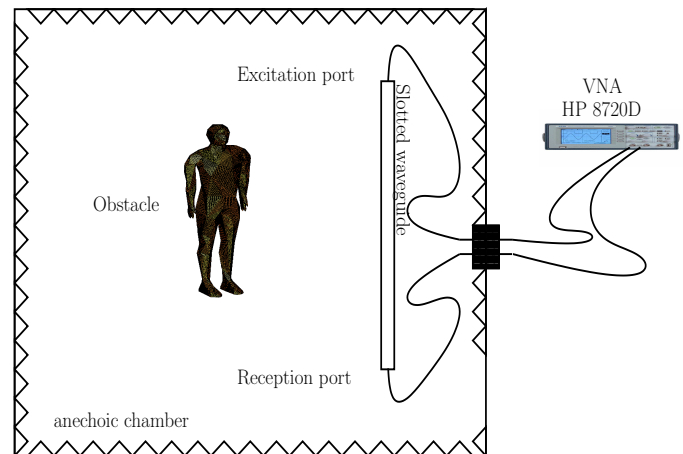 Excitation port
Slotted waveguide
VNA
HP 8720D
Obstacle
Reception port
anechoic chamber